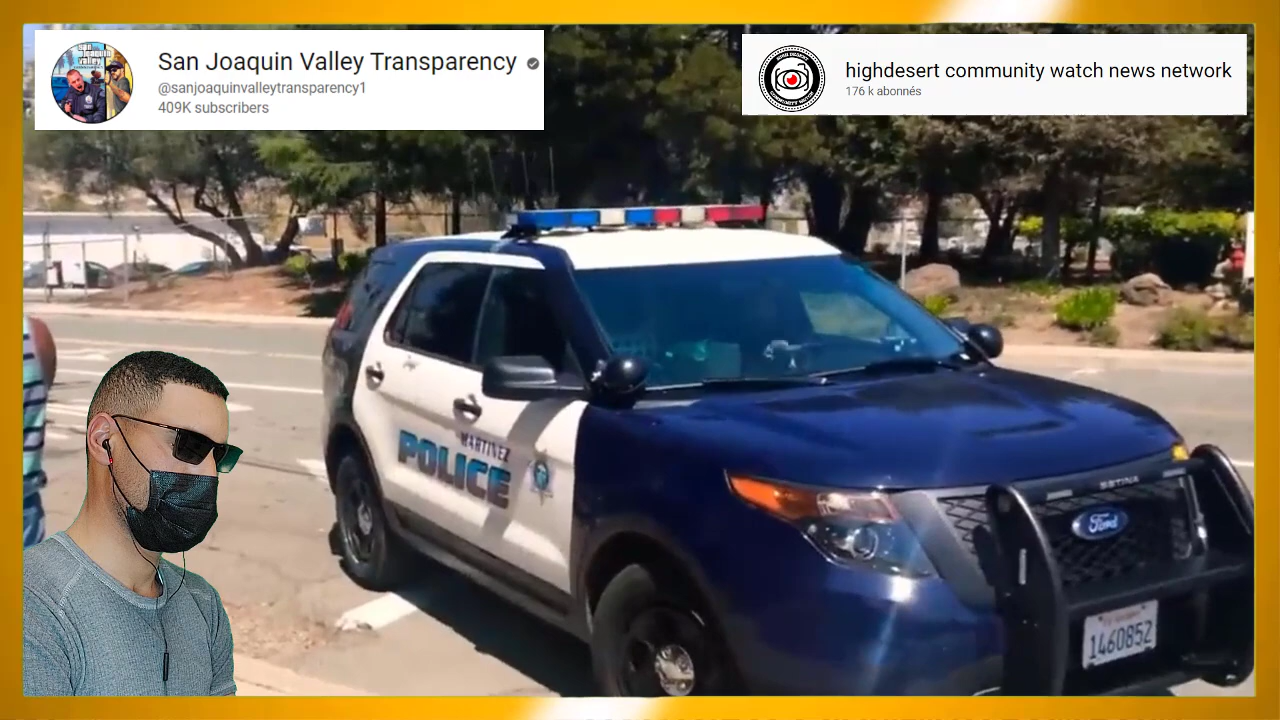 San Joaquin Valley Transparency
@sanjoaquinvalleytransparency1
409K subscribers
highdesert community watch news network
176 k abonnés
MARTINEZ
POLICE
SETINA
Ford
1460852